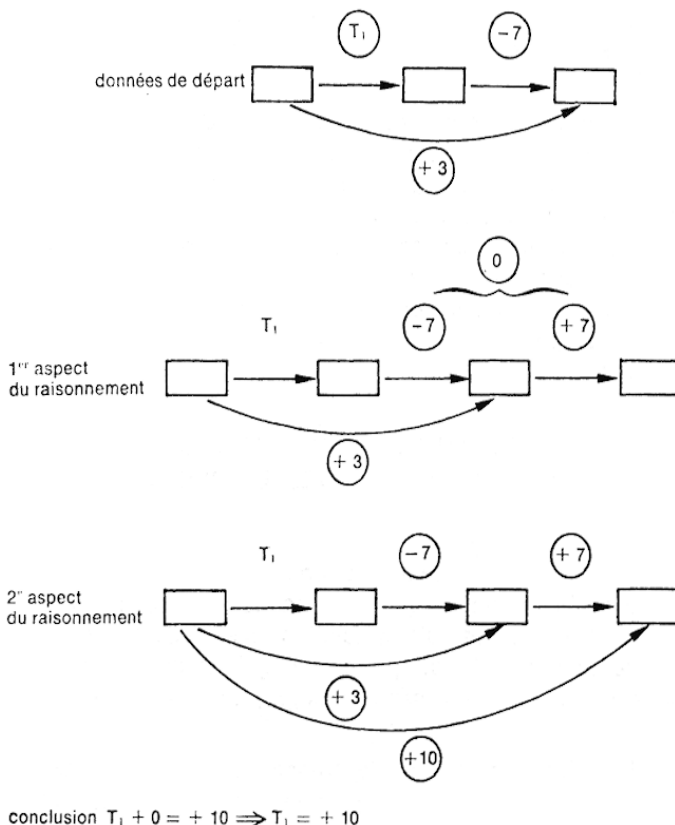 T₁ -7
données de départ
+ 3
0
T₁ -7 + 7
1er aspect
du raisonnement
+ 3
T₁ -7 + 7
2e aspect
du raisonnement
+ 3
+10
conclusion T₁ + 0 = + 10 ⟹ T₁ = + 10